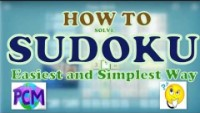 HOW TO
SOLVE
SUDOKU
Easiest and Simplest Way
PCM